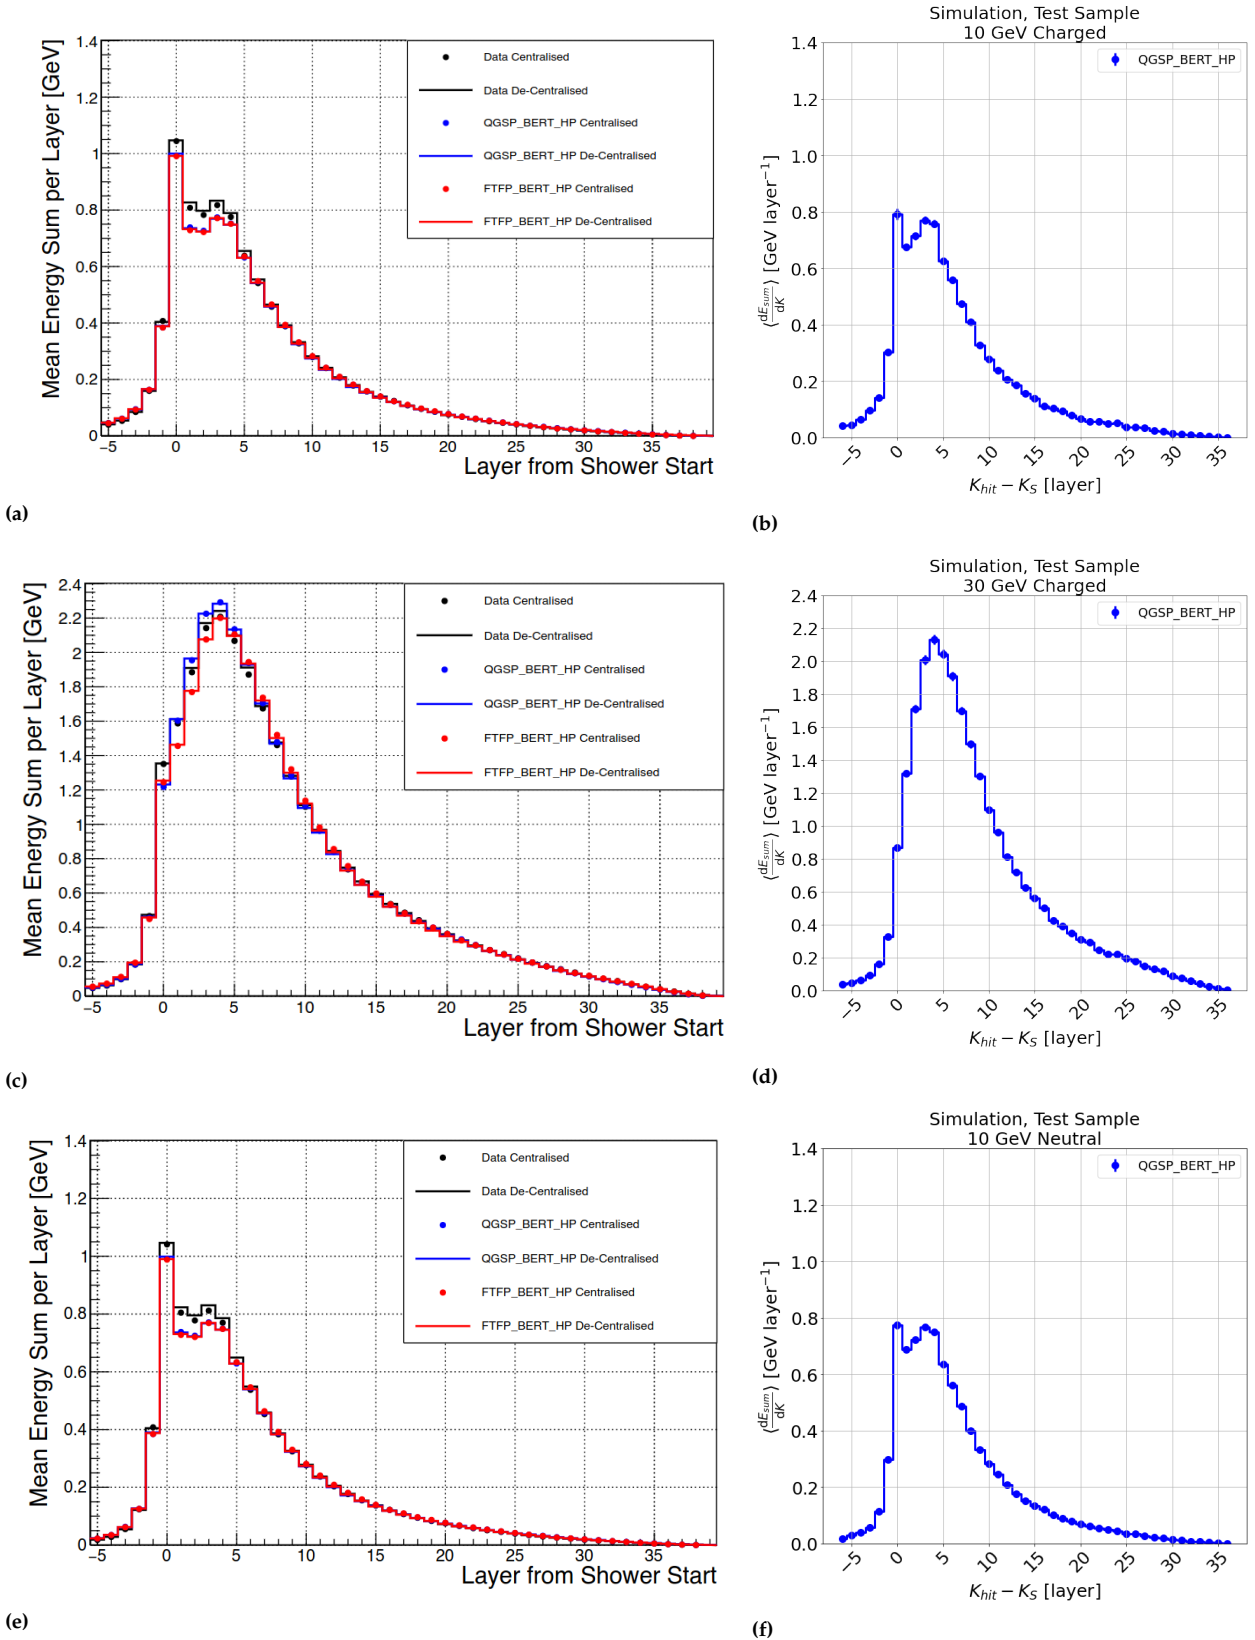 1.4
1.2
1
0.8
0.6
0.4
0.2
0
−5 0 5 10 15 20 25 30 35
Mean Energy Sum per Layer [GeV]
Layer from Shower Start
Data Centralised
Data De-Centralised
QGSP_BERT_HP Centralised
QGSP_BERT_HP De-Centralised
FTFP_BERT_HP Centralised
FTFP_BERT_HP De-Centralised
(a)
Simulation, Test Sample
10 GeV Charged
QGSP_BERT_HP
1.4
1.2
1.0
0.8
0.6
0.4
0.2
0.0
−5 0 5 10 15 20 25 30 35
⟨dE_sum/dK⟩ [GeV layer⁻¹]
K_hit − K_S [layer]
(b)
2.4
2.2
2
1.8
1.6
1.4
1.2
1
0.8
0.6
0.4
0.2
0
−5 0 5 10 15 20 25 30 35
Mean Energy Sum per Layer [GeV]
Layer from Shower Start
Data Centralised
Data De-Centralised
QGSP_BERT_HP Centralised
QGSP_BERT_HP De-Centralised
FTFP_BERT_HP Centralised
FTFP_BERT_HP De-Centralised
(c)
Simulation, Test Sample
30 GeV Charged
QGSP_BERT_HP
2.4
2.2
2.0
1.8
1.6
1.4
1.2
1.0
0.8
0.6
0.4
0.2
0.0
−5 0 5 10 15 20 25 30 35
⟨dE_sum/dK⟩ [GeV layer⁻¹]
K_hit − K_S [layer]
(d)
1.4
1.2
1
0.8
0.6
0.4
0.2
0
−5 0 5 10 15 20 25 30 35
Mean Energy Sum per Layer [GeV]
Layer from Shower Start
Data Centralised
Data De-Centralised
QGSP_BERT_HP Centralised
QGSP_BERT_HP De-Centralised
FTFP_BERT_HP Centralised
FTFP_BERT_HP De-Centralised
(e)
Simulation, Test Sample
10 GeV Neutral
QGSP_BERT_HP
1.4
1.2
1.0
0.8
0.6
0.4
0.2
0.0
−5 0 5 10 15 20 25 30 35
⟨dE_sum/dK⟩ [GeV layer⁻¹]
K_hit − K_S [layer]
(f)